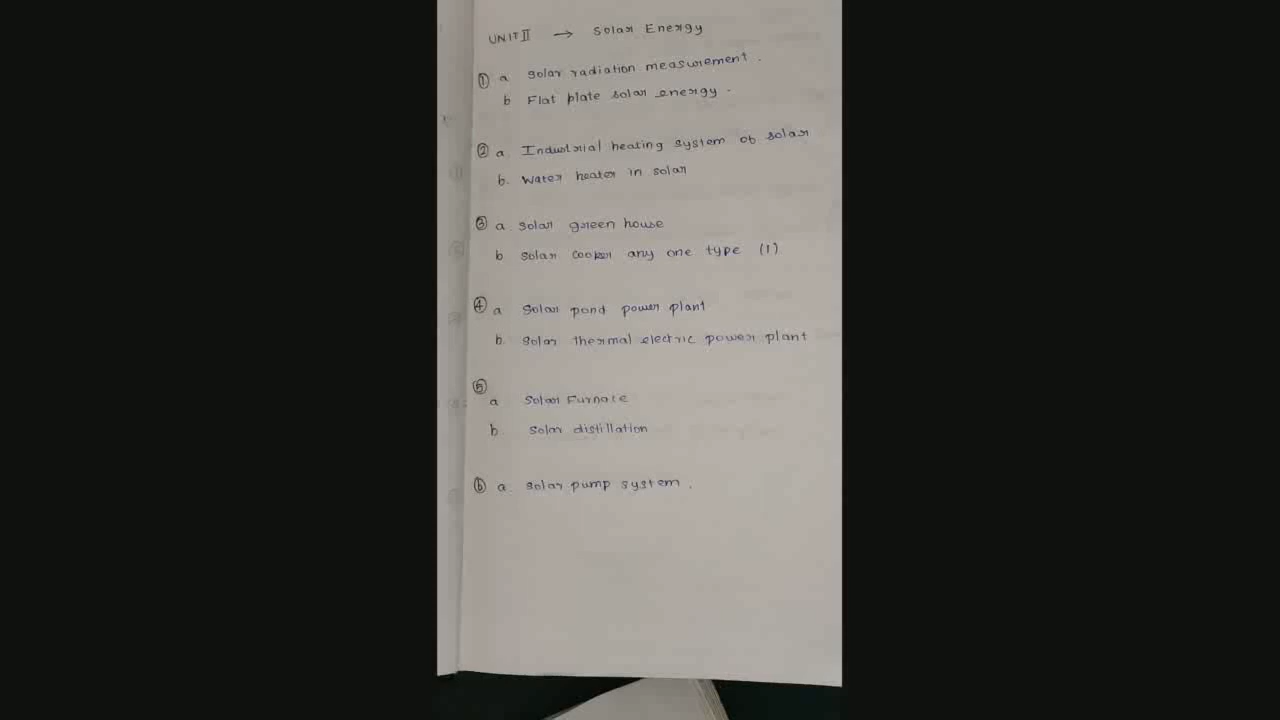 UNIT II → Solar Energy
① a solar radiation measurement.
b Flat plate solar energy.
② a. Industrial heating system of solar
b. Water heater in solar
③ a. solar green house
b solar cooker any one type (1)
④ a solar pond power plant
b. solar thermal electric power plant
⑤
a solar Furnace
b. solar distillation
⑥ a. solar pump system.